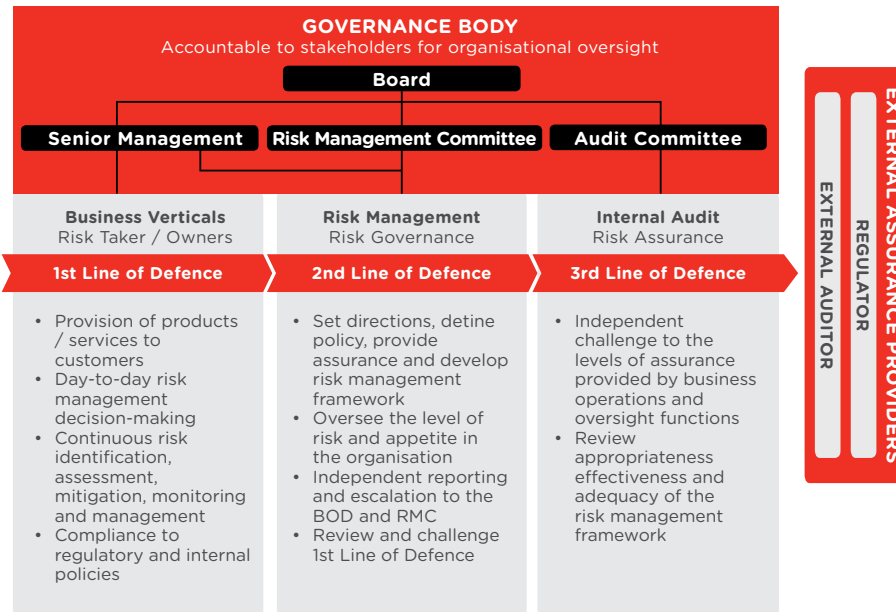 GOVERNANCE BODY
Accountable to stakeholders for organisational oversight
Board
Senior Management
Risk Management Committee
Audit Committee
Business Verticals
Risk Taker / Owners
1st Line of Defence
• Provision of products
/ services to
customers
• Day-to-day risk
management
decision-making
• Continuous risk
identification,
assessment,
mitigation, monitoring
and management
• Compliance to
regulatory and internal
policies
Risk Management
Risk Governance
2nd Line of Defence
• Set directions, detine
policy, provide
assurance and develop
risk management
framework
• Oversee the level of
risk and appetite in
the organisation
• Independent reporting
and escalation to the
BOD and RMC
• Review and challenge
1st Line of Defence
Internal Audit
Risk Assurance
3rd Line of Defence
• Independent
challenge to the
levels of assurance
provided by business
operations and
oversight functions
• Review
appropriateness
effectiveness and
adequacy of the
risk management
framework
EXTERNAL ASSURANCE PROVIDERS
REGULATOR
EXTERNAL AUDITOR